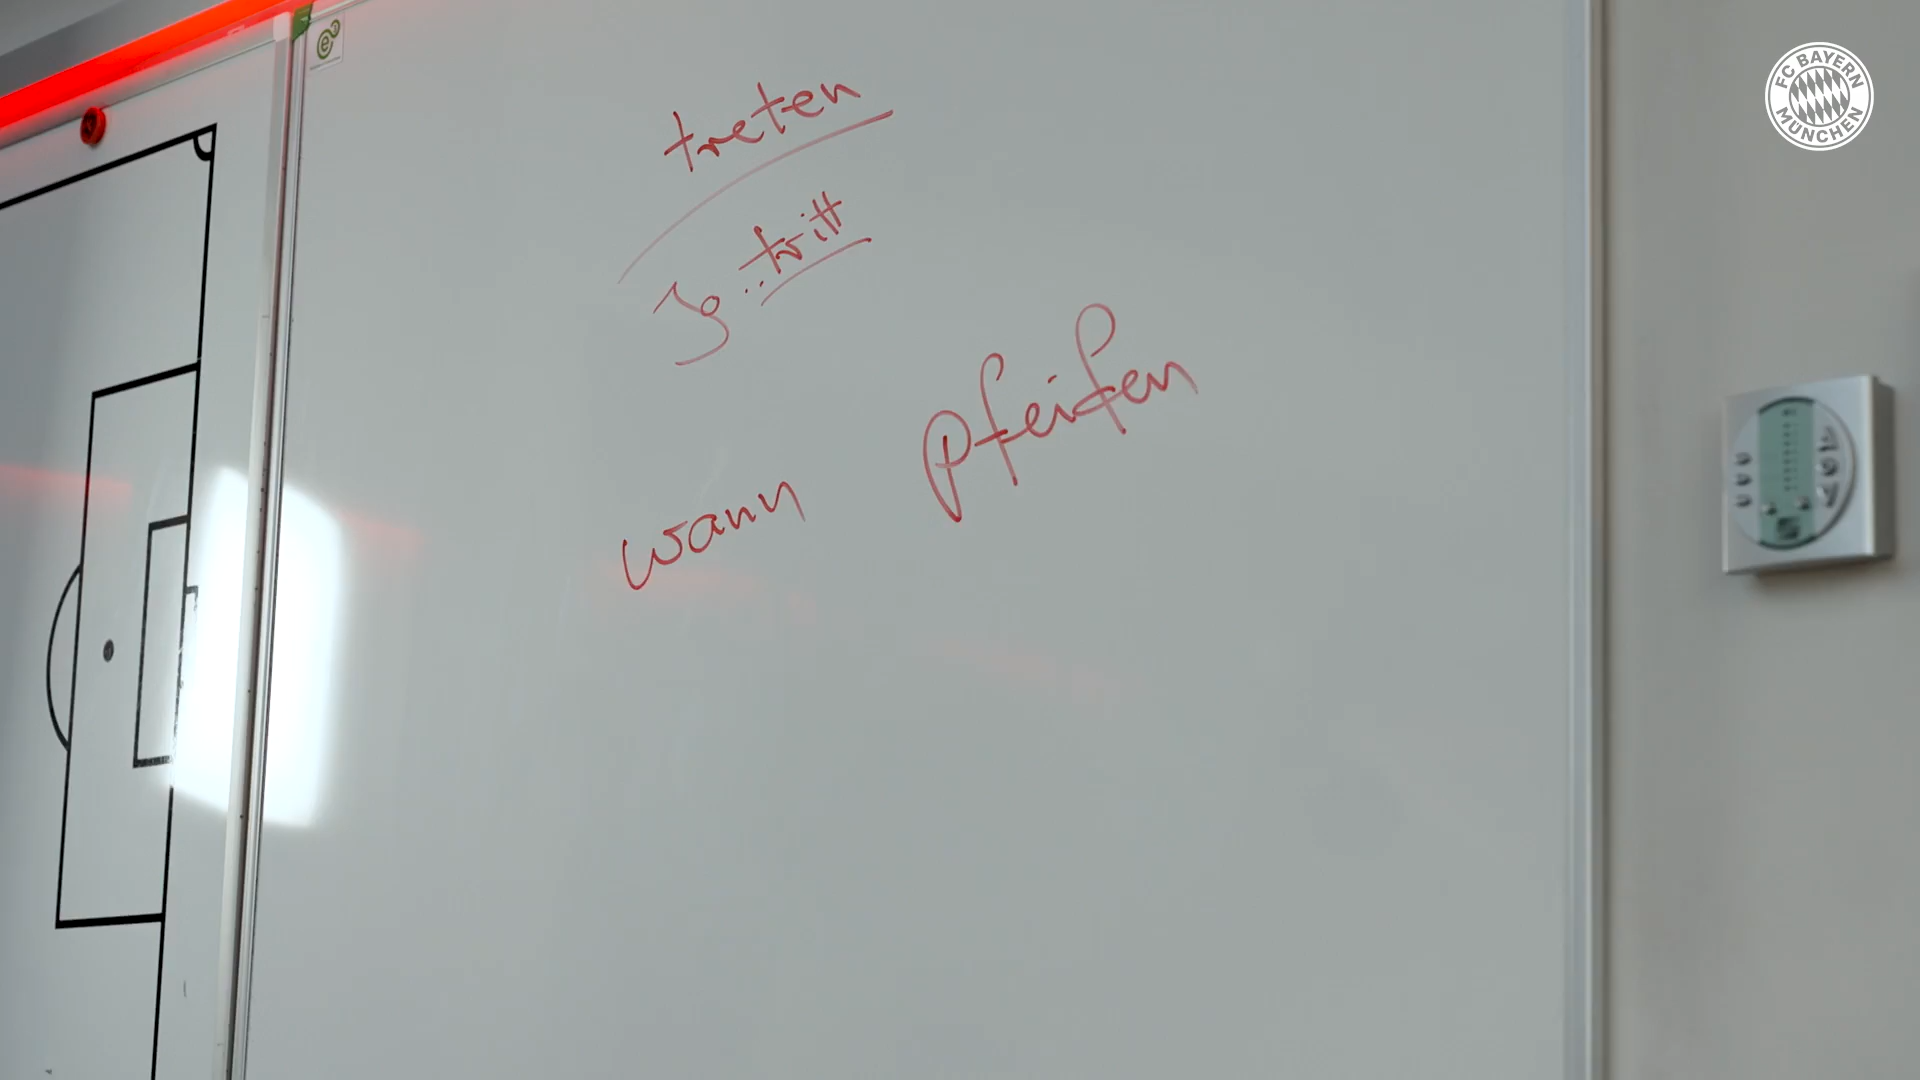 FC BAYERN
MÜNCHEN
treten
tritt
wann pfeifen